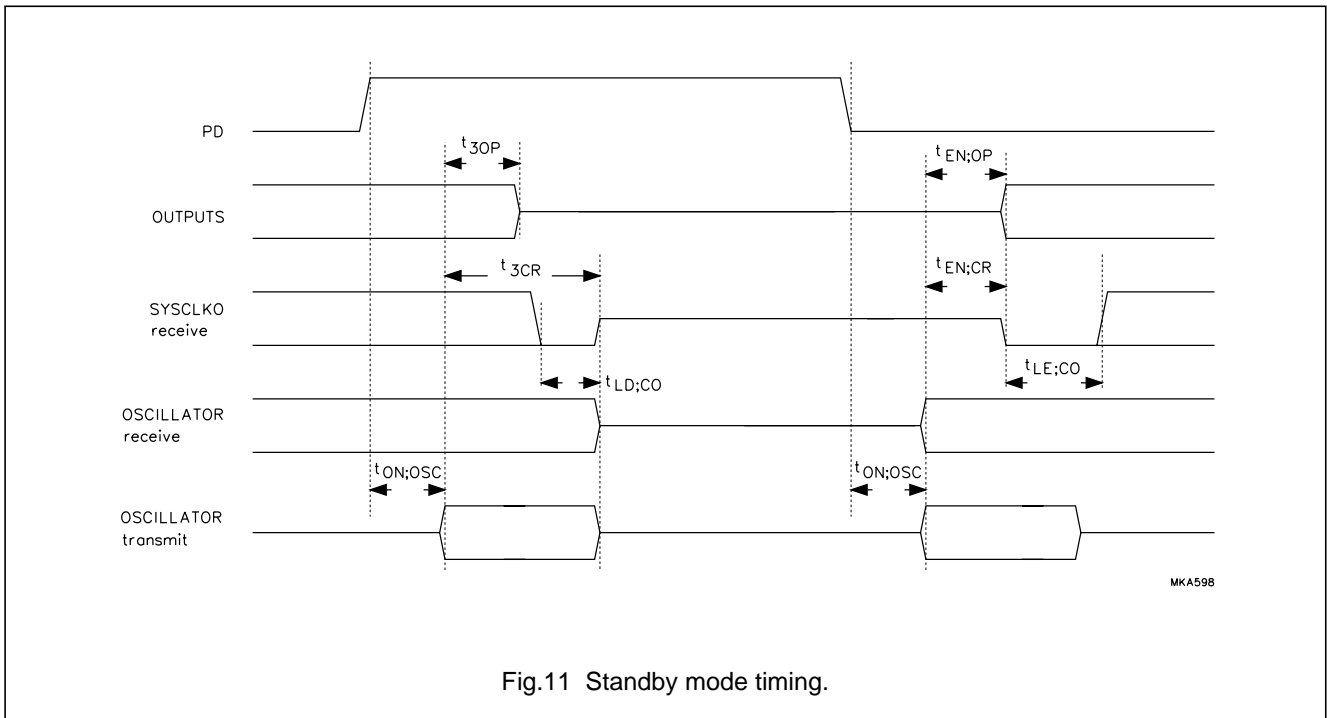 PD
t3OP
tEN;OP
OUTPUTS
t3CR
tEN;CR
SYSCLKO
receive
tLD;CO
tLE;CO
OSCILLATOR
receive
tON;OSC
tON;OSC
OSCILLATOR
transmit
MKA598
Fig.11 Standby mode timing.